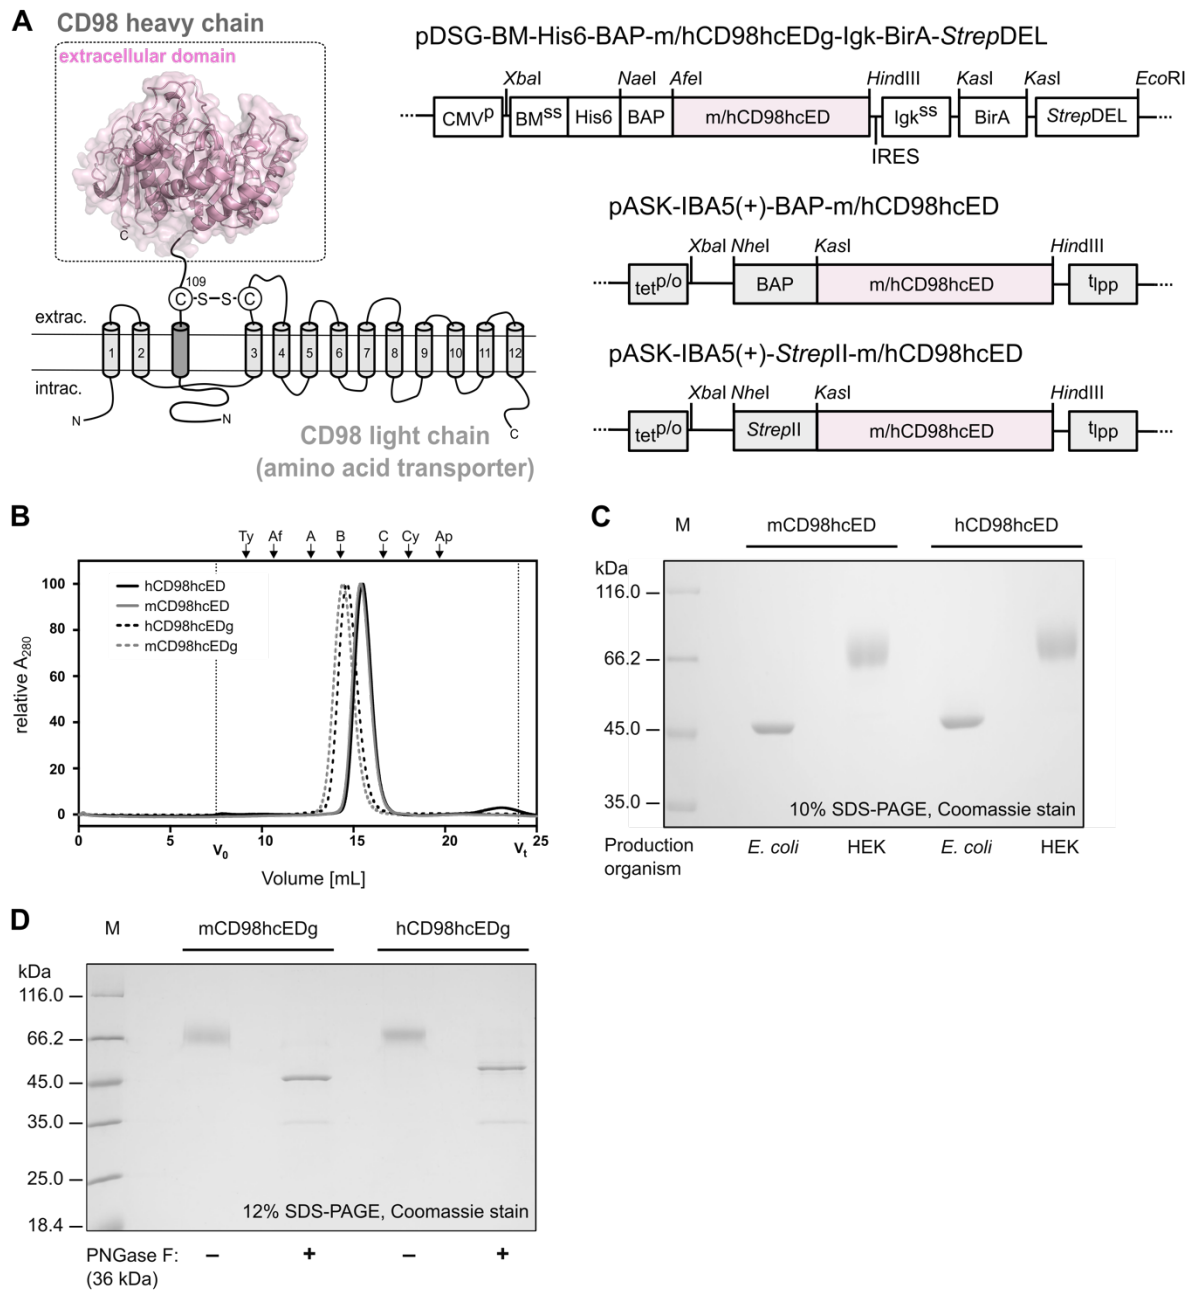 A
CD98 heavy chain
extracellular domain
C
109
C
S
S
C
extrac.
intrac.
1
2
3
4
5
6
7
8
9
10
11
12
N
N
C
CD98 light chain
(amino acid transporter)
pDSG-BM-His6-BAP-m/hCD98hcEDg-Igk-BirA-StrepDEL
XbaI
NaeI
AfeI
HindIII
KasI
KasI
EcoRI
CMVp
BMss
His6
BAP
m/hCD98hcED
Igkss
BirA
StrepDEL
IRES
pASK-IBA5(+)-BAP-m/hCD98hcED
XbaI
NheI
KasI
HindIII
tetp/o
BAP
m/hCD98hcED
tlpp
pASK-IBA5(+)-StrepII-m/hCD98hcED
XbaI
NheI
KasI
HindIII
tetp/o
StrepII
m/hCD98hcED
tlpp
B
Ty
Af
A
B
C
Cy
Ap
hCD98hcED
mCD98hcED
hCD98hcEDg
mCD98hcEDg
relative A280
100
80
60
40
20
0
0
5
10
15
20
25
V0
Vt
Volume [mL]
C
M
mCD98hcED
hCD98hcED
kDa
116.0
66.2
45.0
35.0
10% SDS-PAGE, Coomassie stain
Production
organism
E. coli
HEK
E. coli
HEK
D
M
mCD98hcEDg
hCD98hcEDg
kDa
116.0
66.2
45.0
35.0
25.0
18.4
12% SDS-PAGE, Coomassie stain
PNGase F:
(36 kDa)
–
+
–
+